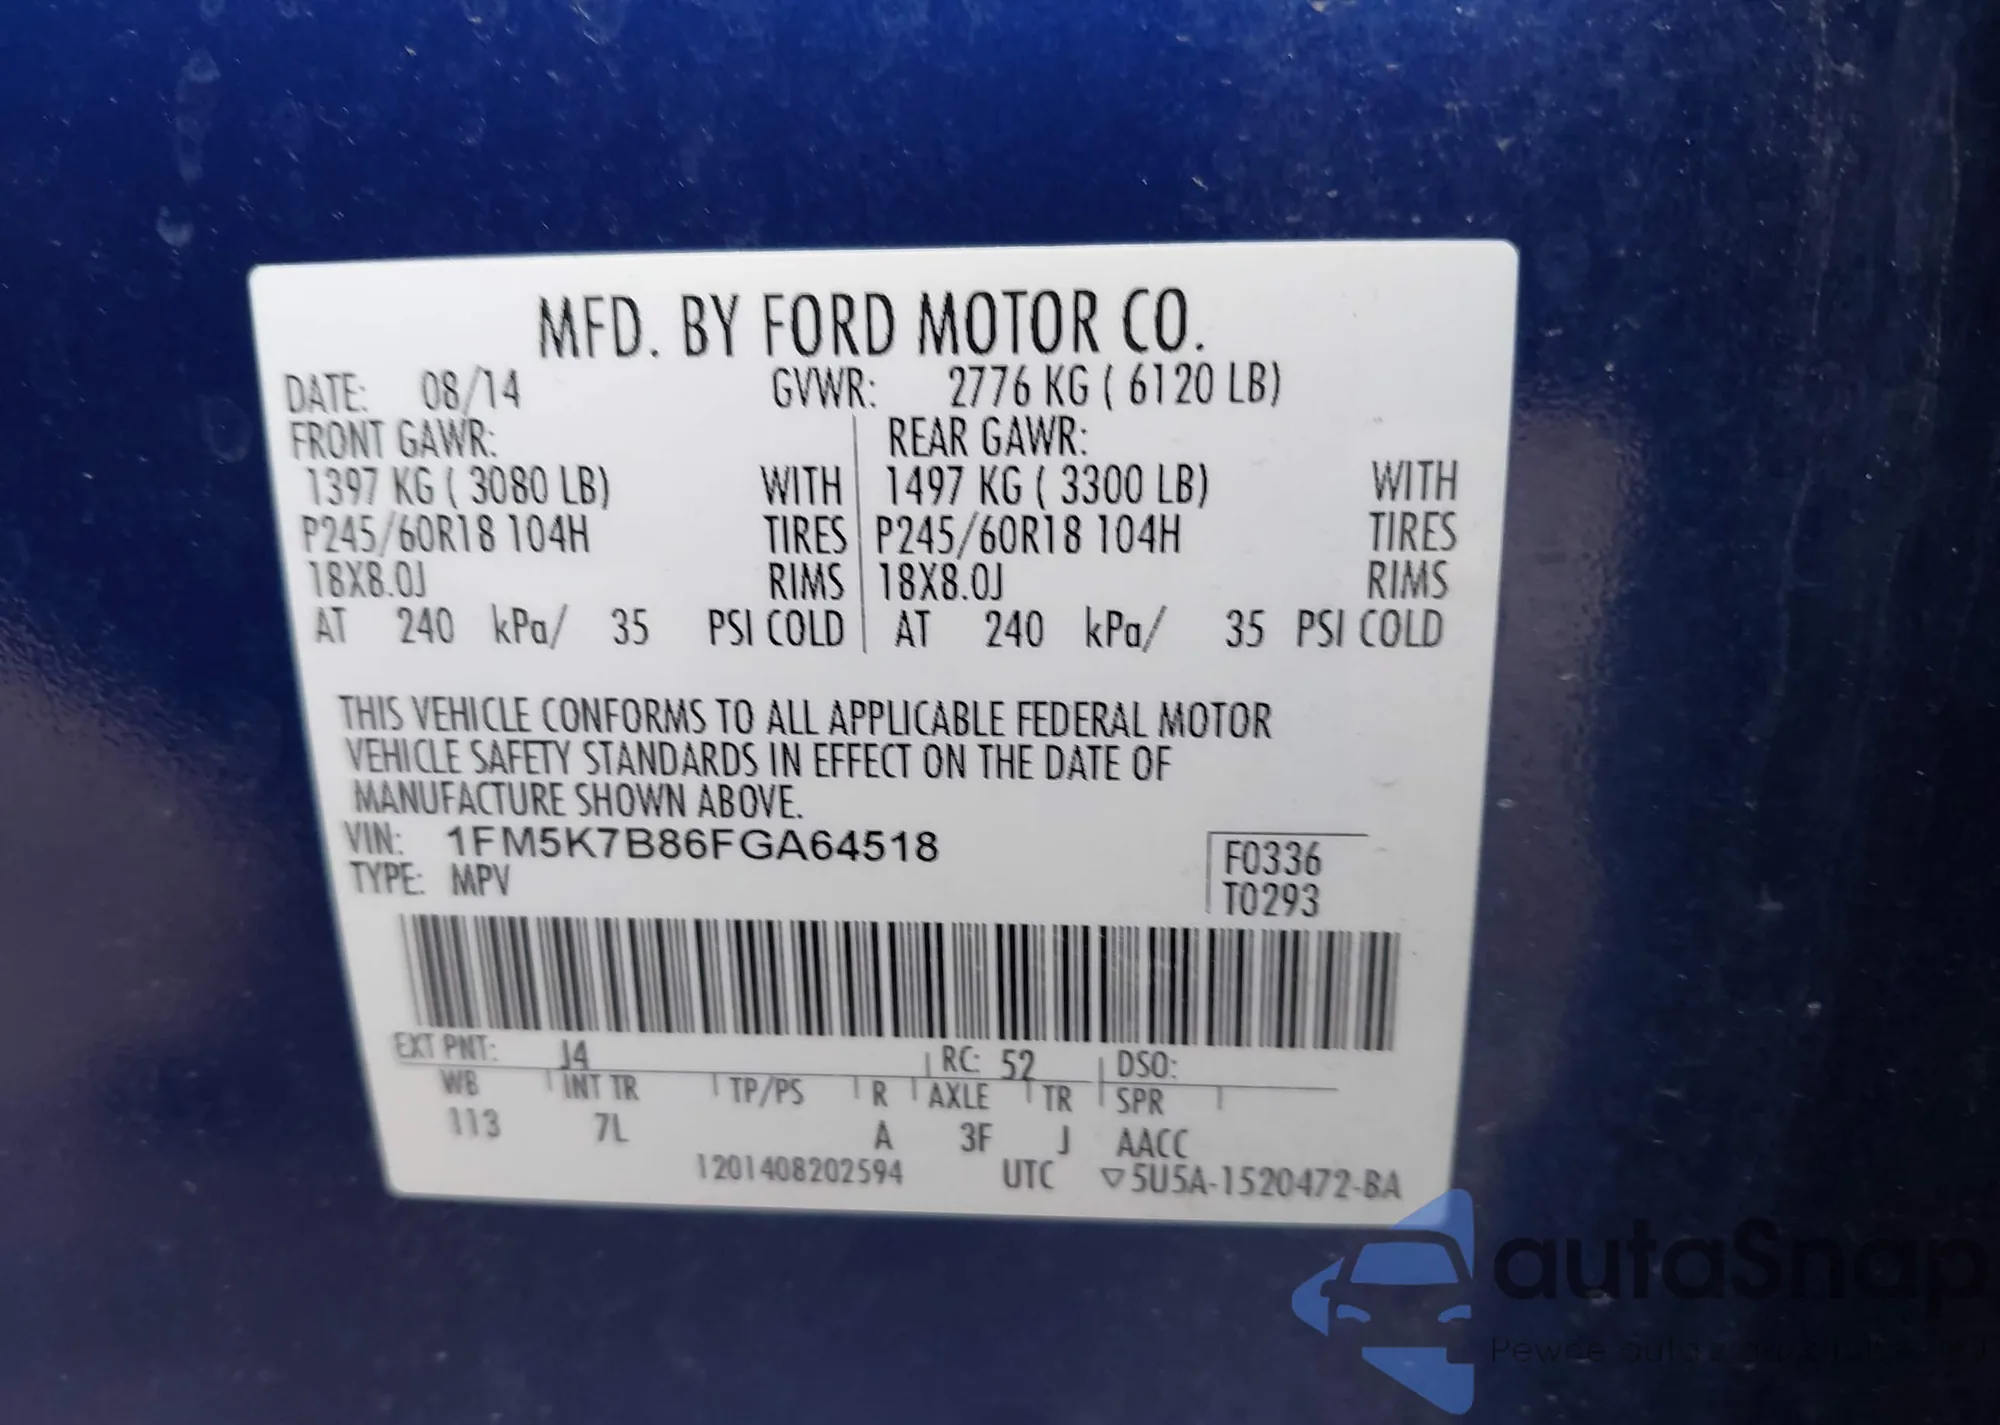 MFD. BY FORD MOTOR CO.
DATE: 08/14 GVWR: 2776 KG ( 6120 LB)
FRONT GAWR: REAR GAWR:
1397 KG ( 3080 LB) WITH 1497 KG ( 3300 LB) WITH
P245/60R18 104H TIRES P245/60R18 104H TIRES
18X8.0J RIMS 18X8.0J RIMS
AT 240 kPa/ 35 PSI COLD AT 240 kPa/ 35 PSI COLD
THIS VEHICLE CONFORMS TO ALL APPLICABLE FEDERAL MOTOR
VEHICLE SAFETY STANDARDS IN EFFECT ON THE DATE OF
MANUFACTURE SHOWN ABOVE.
VIN: 1FM5K7B86FGA64518
TYPE: MPV
F0336
T0293
EXT PNT: J4 RC: 52 DSO:
WB INT TR TP/PS R AXLE TR SPR
113 7L A 3F J AACC
1201408202594 UTC ▽5U5A-1520472-BA
autaSnap
Pewne auta